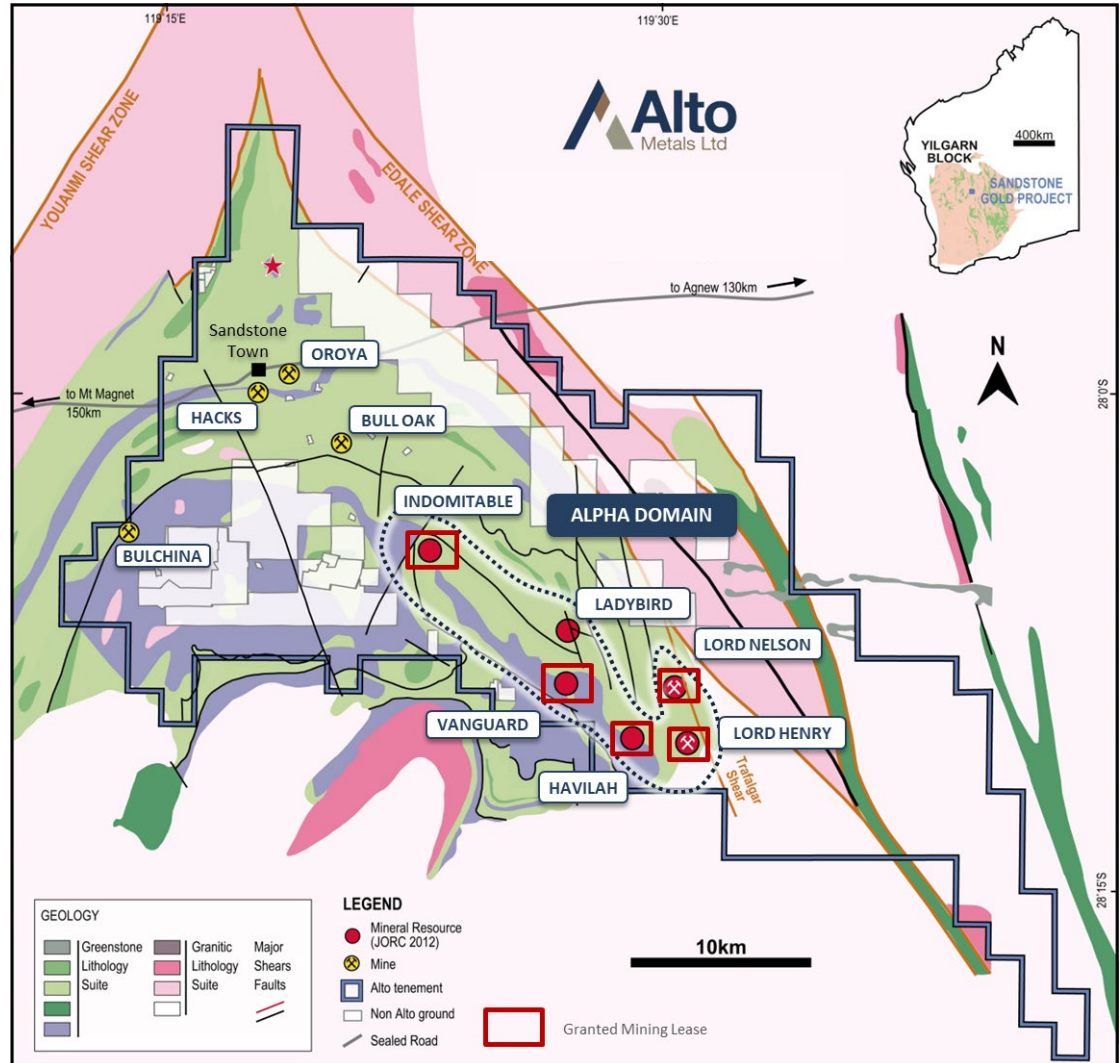 119°15'E
119°30'E
YOUANMI SHEAR ZONE
EDALE SHEAR ZONE
Alto
Metals Ltd
400km
YILGARN
BLOCK
SANDSTONE
GOLD PROJECT
to Agnew 130km
Sandstone
Town
OROYA
N
to Mt Magnet
150km
28°0'S
HACKS
BULL OAK
INDOMITABLE
ALPHA DOMAIN
BULCHINA
LADYBIRD
LORD NELSON
VANGUARD
LORD HENRY
HAVILAH
Trafalgar
Shear
28°15'S
10km
GEOLOGY
Greenstone
Lithology
Suite
Granitic
Lithology
Suite
Major
Shears
Faults
LEGEND
Mineral Resource
(JORC 2012)
Mine
Alto tenement
Non Alto ground
Sealed Road
Granted Mining Lease